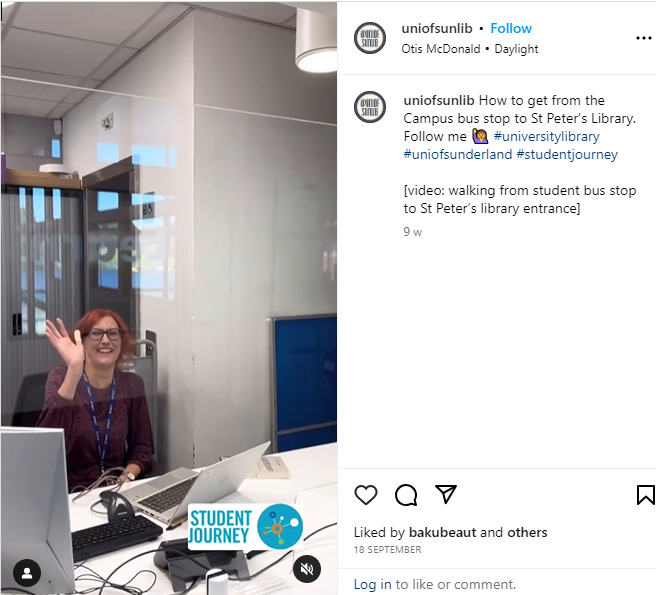 uniofsunlib • Follow
Otis McDonald • Daylight
uniofsunlib How to get from the
Campus bus stop to St Peter’s Library.
Follow me 🙋‍♀️ #universitylibrary
#uniofsunderland #studentjourney
[video: walking from student bus stop
to St Peter’s library entrance]
9 w
STUDENT
JOURNEY
Liked by bakubeaut and others
18 SEPTEMBER
Log in to like or comment.